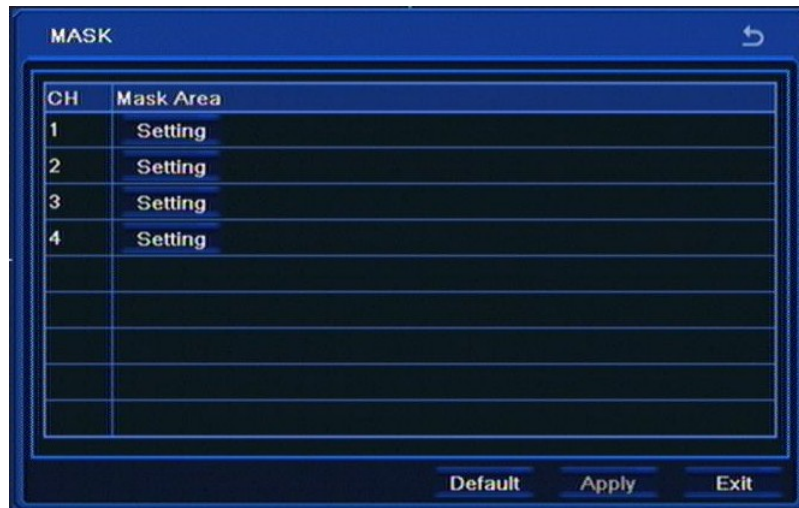 MASK
CH Mask Area
1 Setting
2 Setting
3 Setting
4 Setting
Default Apply Exit